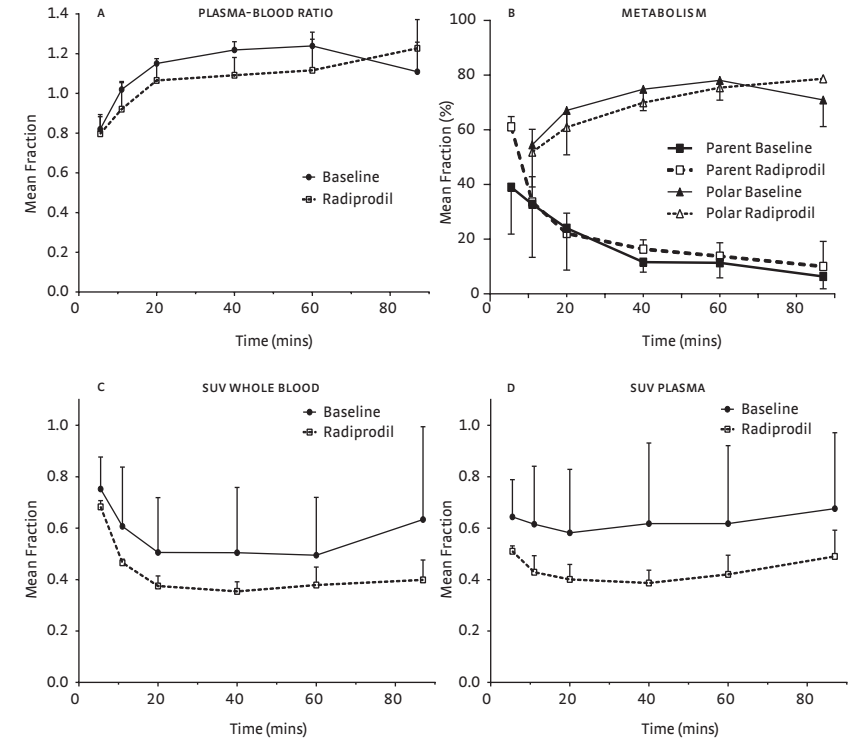 A PLASMA-BLOOD RATIO
1.4
1.2
1.0
0.8
0.6
0.4
1.2
0.0
Mean Fraction
Baseline
Radiprodil
0 20 40 60 80
Time (mins)
B METABOLISM
100
80
60
40
20
0
Mean Fraction (%)
Parent Baseline
Parent Radiprodil
Polar Baseline
Polar Radiprodil
0 20 40 60 80
Time (mins)
C SUV WHOLE BLOOD
Baseline
Radiprodil
1.0
0.8
0.6
0.4
0.2
0.0
Mean Fraction
0 20 40 60 80
Time (mins)
D SUV PLASMA
Baseline
Radiprodil
1.0
0.8
0.6
0.4
0.2
0.0
Mean Fraction
0 20 40 60 80
Time (mins)